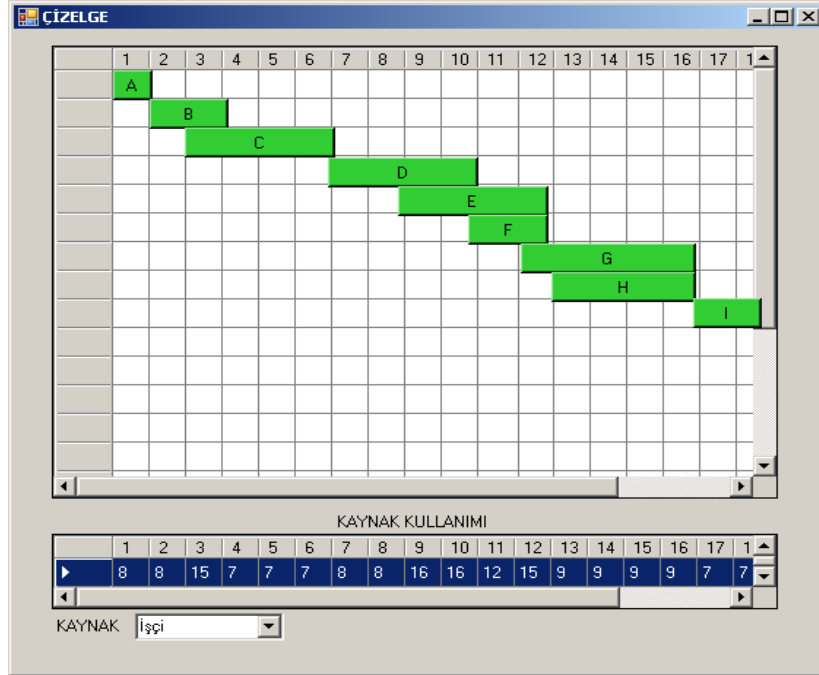 ÇİZELGE
1 2 3 4 5 6 7 8 9 10 11 12 13 14 15 16 17 1
A
B
C
D
E
F
G
H
I
KAYNAK KULLANIMI
1 2 3 4 5 6 7 8 9 10 11 12 13 14 15 16 17 1
8 8 15 7 7 7 8 8 16 16 12 15 9 9 9 9 7 7
KAYNAK İşçi